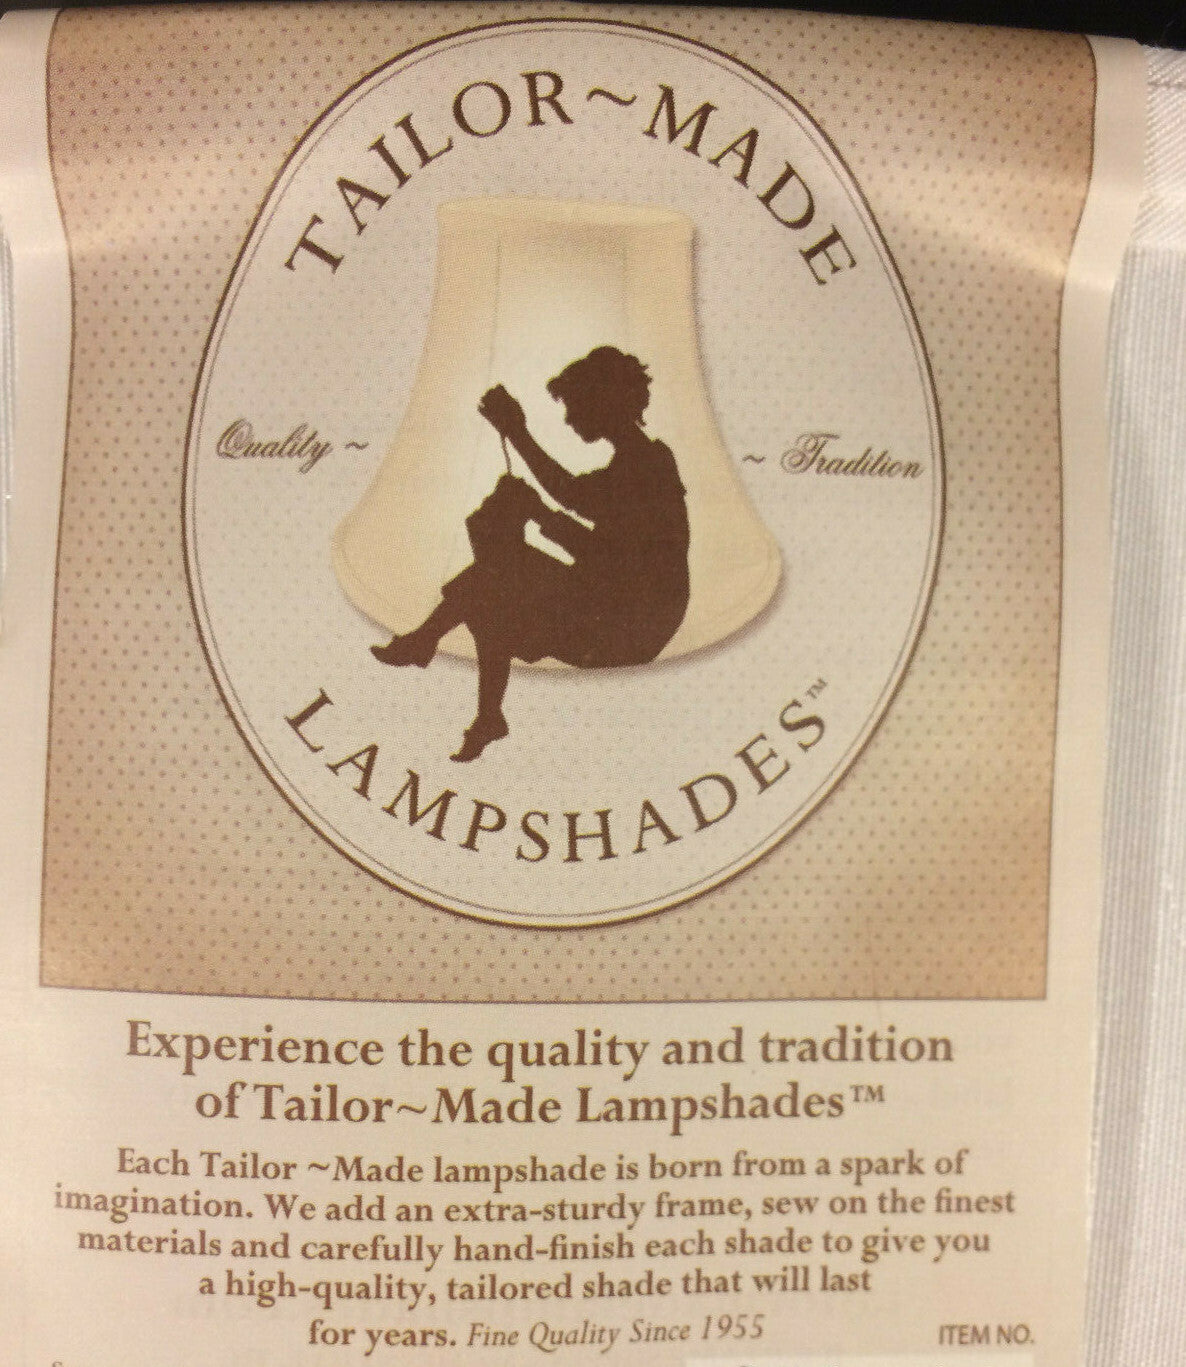 TAILOR~MADE
Quality ~
~ Tradition
LAMPSHADES™
Experience the quality and tradition
of Tailor~Made Lampshades™
Each Tailor ~Made lampshade is born from a spark of
imagination. We add an extra-sturdy frame, sew on the finest
materials and carefully hand-finish each shade to give you
a high-quality, tailored shade that will last
for years. Fine Quality Since 1955
ITEM NO.